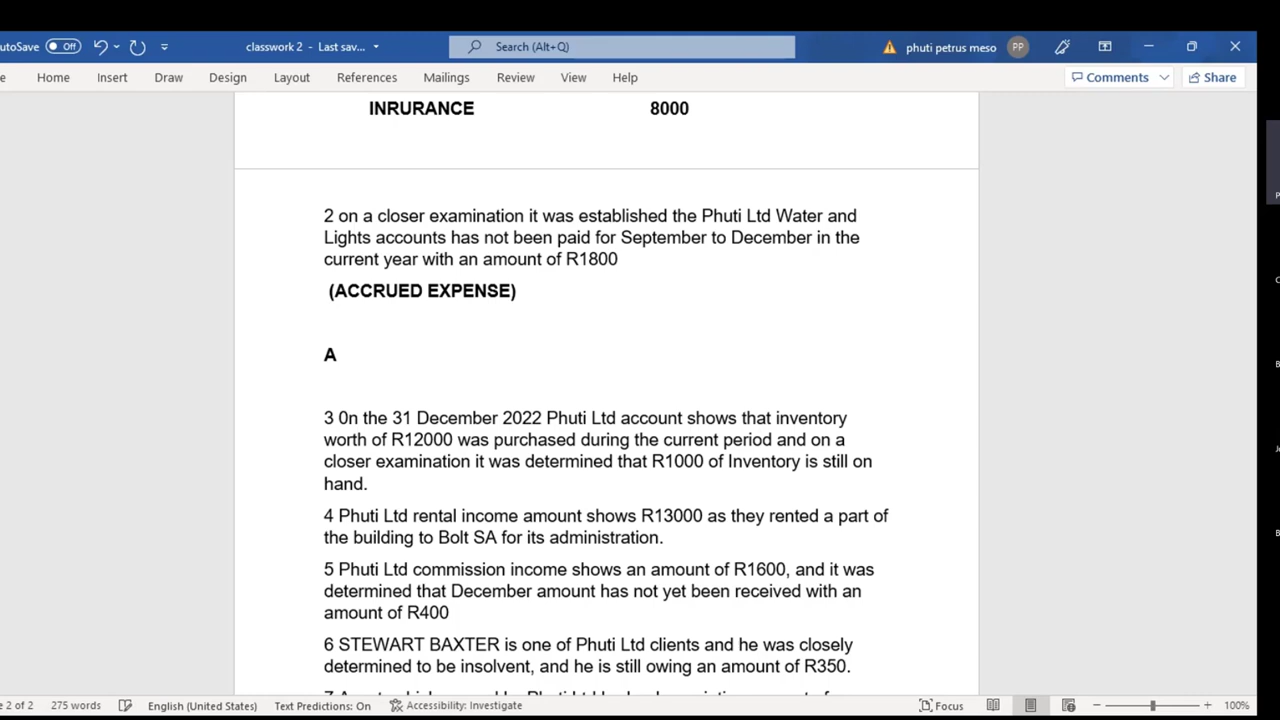 utoSave Off classwork 2 - Last sav... Search (Alt+Q) phuti petrus meso PP
e Home Insert Draw Design Layout References Mailings Review View Help Comments Share
INRURANCE 8000
2 on a closer examination it was established the Phuti Ltd Water and
Lights accounts has not been paid for September to December in the
current year with an amount of R1800
(ACCRUED EXPENSE)
A
3 0n the 31 December 2022 Phuti Ltd account shows that inventory
worth of R12000 was purchased during the current period and on a
closer examination it was determined that R1000 of Inventory is still on
hand.
4 Phuti Ltd rental income amount shows R13000 as they rented a part of
the building to Bolt SA for its administration.
5 Phuti Ltd commission income shows an amount of R1600, and it was
determined that December amount has not yet been received with an
amount of R400
6 STEWART BAXTER is one of Phuti Ltd clients and he was closely
determined to be insolvent, and he is still owing an amount of R350.
e 2 of 2 275 words English (United States) Text Predictions: On Accessibility: Investigate Focus 100%